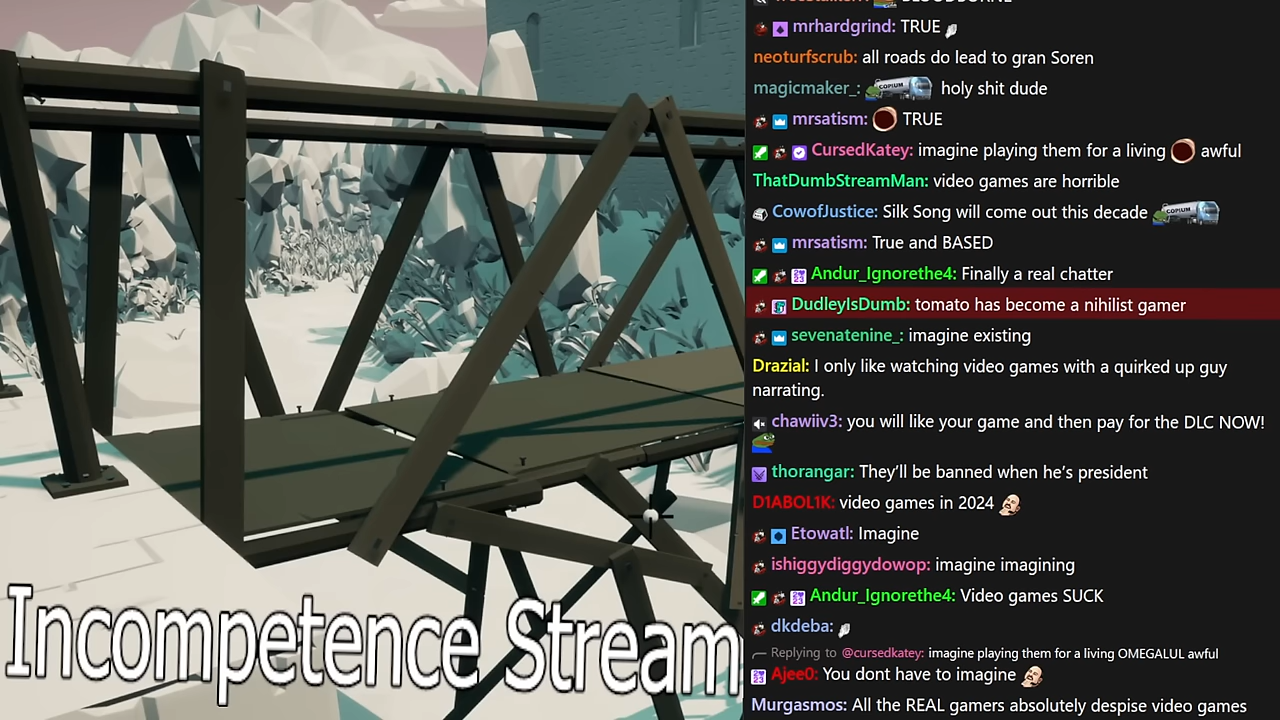 mrhardgrind: TRUE
neoturfscrub: all roads do lead to gran Soren
magicmaker_: COPIUM holy shit dude
mrsatism: TRUE
CursedKatey: imagine playing them for a living awful
ThatDumbStreamMan: video games are horrible
CowofJustice: Silk Song will come out this decade COPIUM
mrsatism: True and BASED
Andur_Ignorethe4: Finally a real chatter
DudleyIsDumb: tomato has become a nihilist gamer
sevenatenine_: imagine existing
Drazial: I only like watching video games with a quirked up guy
narrating.
chawiiv3: you will like your game and then pay for the DLC NOW!
thorangar: They’ll be banned when he’s president
D1ABOL1K: video games in 2024
Etowatl: Imagine
ishiggydiggydowop: imagine imagining
Andur_Ignorethe4: Video games SUCK
dkdeba:
Replying to @cursedkatey: imagine playing them for a living OMEGALUL awful
Ajee0: You dont have to imagine
Murgasmos: All the REAL gamers absolutely despise video games
Incompetence Stream